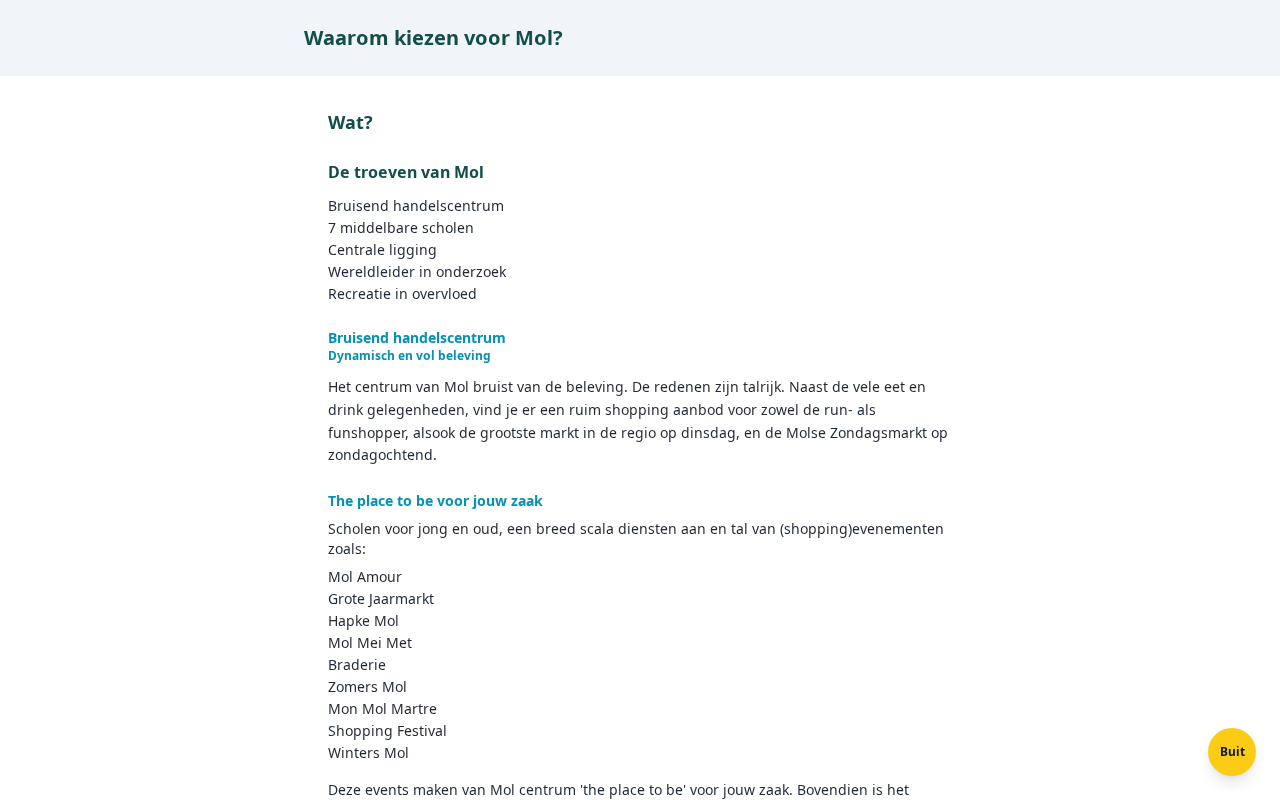 Waarom kiezen voor Mol?
Wat?
De troeven van Mol
Bruisend handelscentrum
7 middelbare scholen
Centrale ligging
Wereldleider in onderzoek
Recreatie in overvloed
Bruisend handelscentrum
Dynamisch en vol beleving
Het centrum van Mol bruist van de beleving. De redenen zijn talrijk. Naast de vele eet en
drink gelegenheden, vind je er een ruim shopping aanbod voor zowel de run- als
funshopper, alsook de grootste markt in de regio op dinsdag, en de Molse Zondagsmarkt op
zondagochtend.
The place to be voor jouw zaak
Scholen voor jong en oud, een breed scala diensten aan en tal van (shopping)evenementen
zoals:
Mol Amour
Grote Jaarmarkt
Hapke Mol
Mol Mei Met
Braderie
Zomers Mol
Mon Mol Martre
Shopping Festival
Winters Mol
Buit
Deze events maken van Mol centrum 'the place to be' voor jouw zaak. Bovendien is het